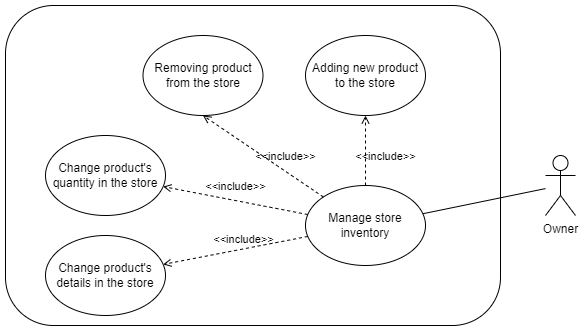 Removing product
from the store
Adding new product
to the store
<<include>>
<<include>>
Change product's
quantity in the store
<<include>>
Manage store
inventory
Owner
<<include>>
Change product's
details in the store